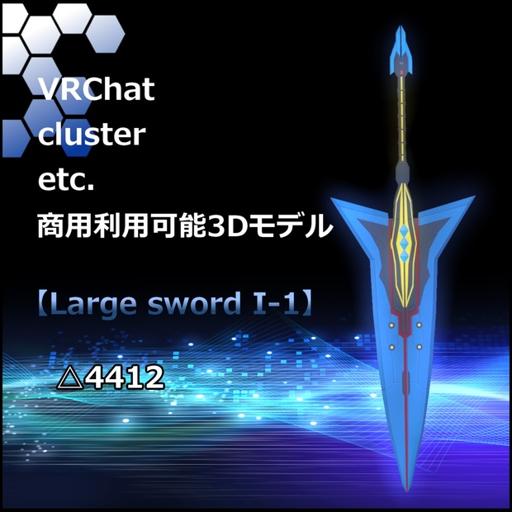 VRChat
cluster
etc.
商用利用可能3Dモデル
【Large sword I-1】
△4412